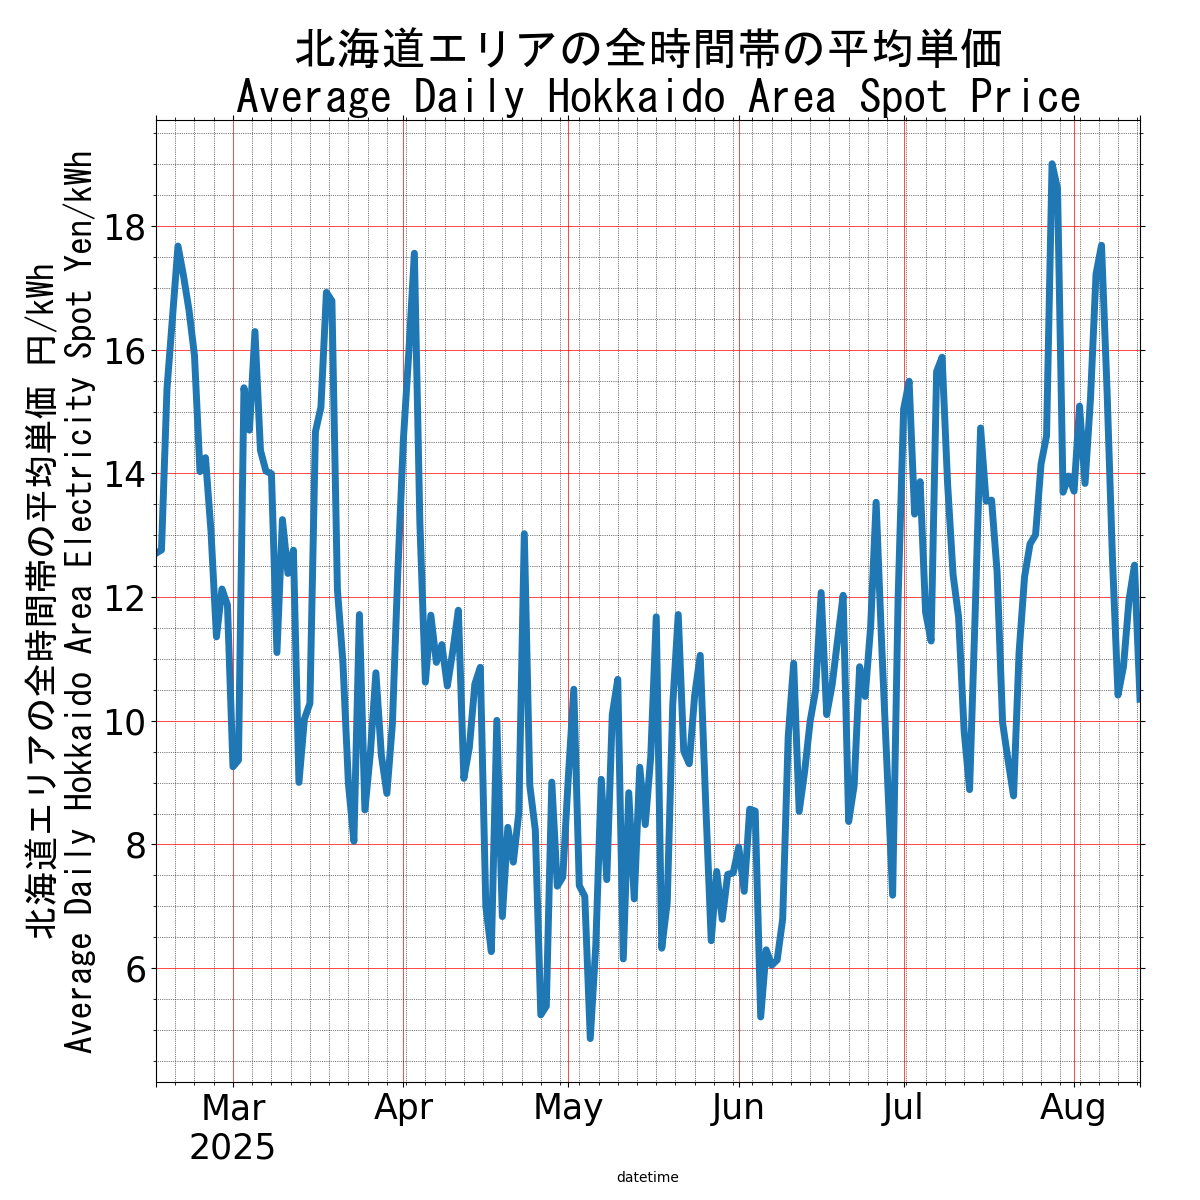 北海道エリアの全時間帯の平均単価
Average Daily Hokkaido Area Spot Price
北海道エリアの全時間帯の平均単価 円/kWh
Average Daily Hokkaido Area Electricity Spot Yen/kWh
18
16
14
12
10
8
6
Mar
2025
Apr
May
Jun
Jul
Aug
datetime